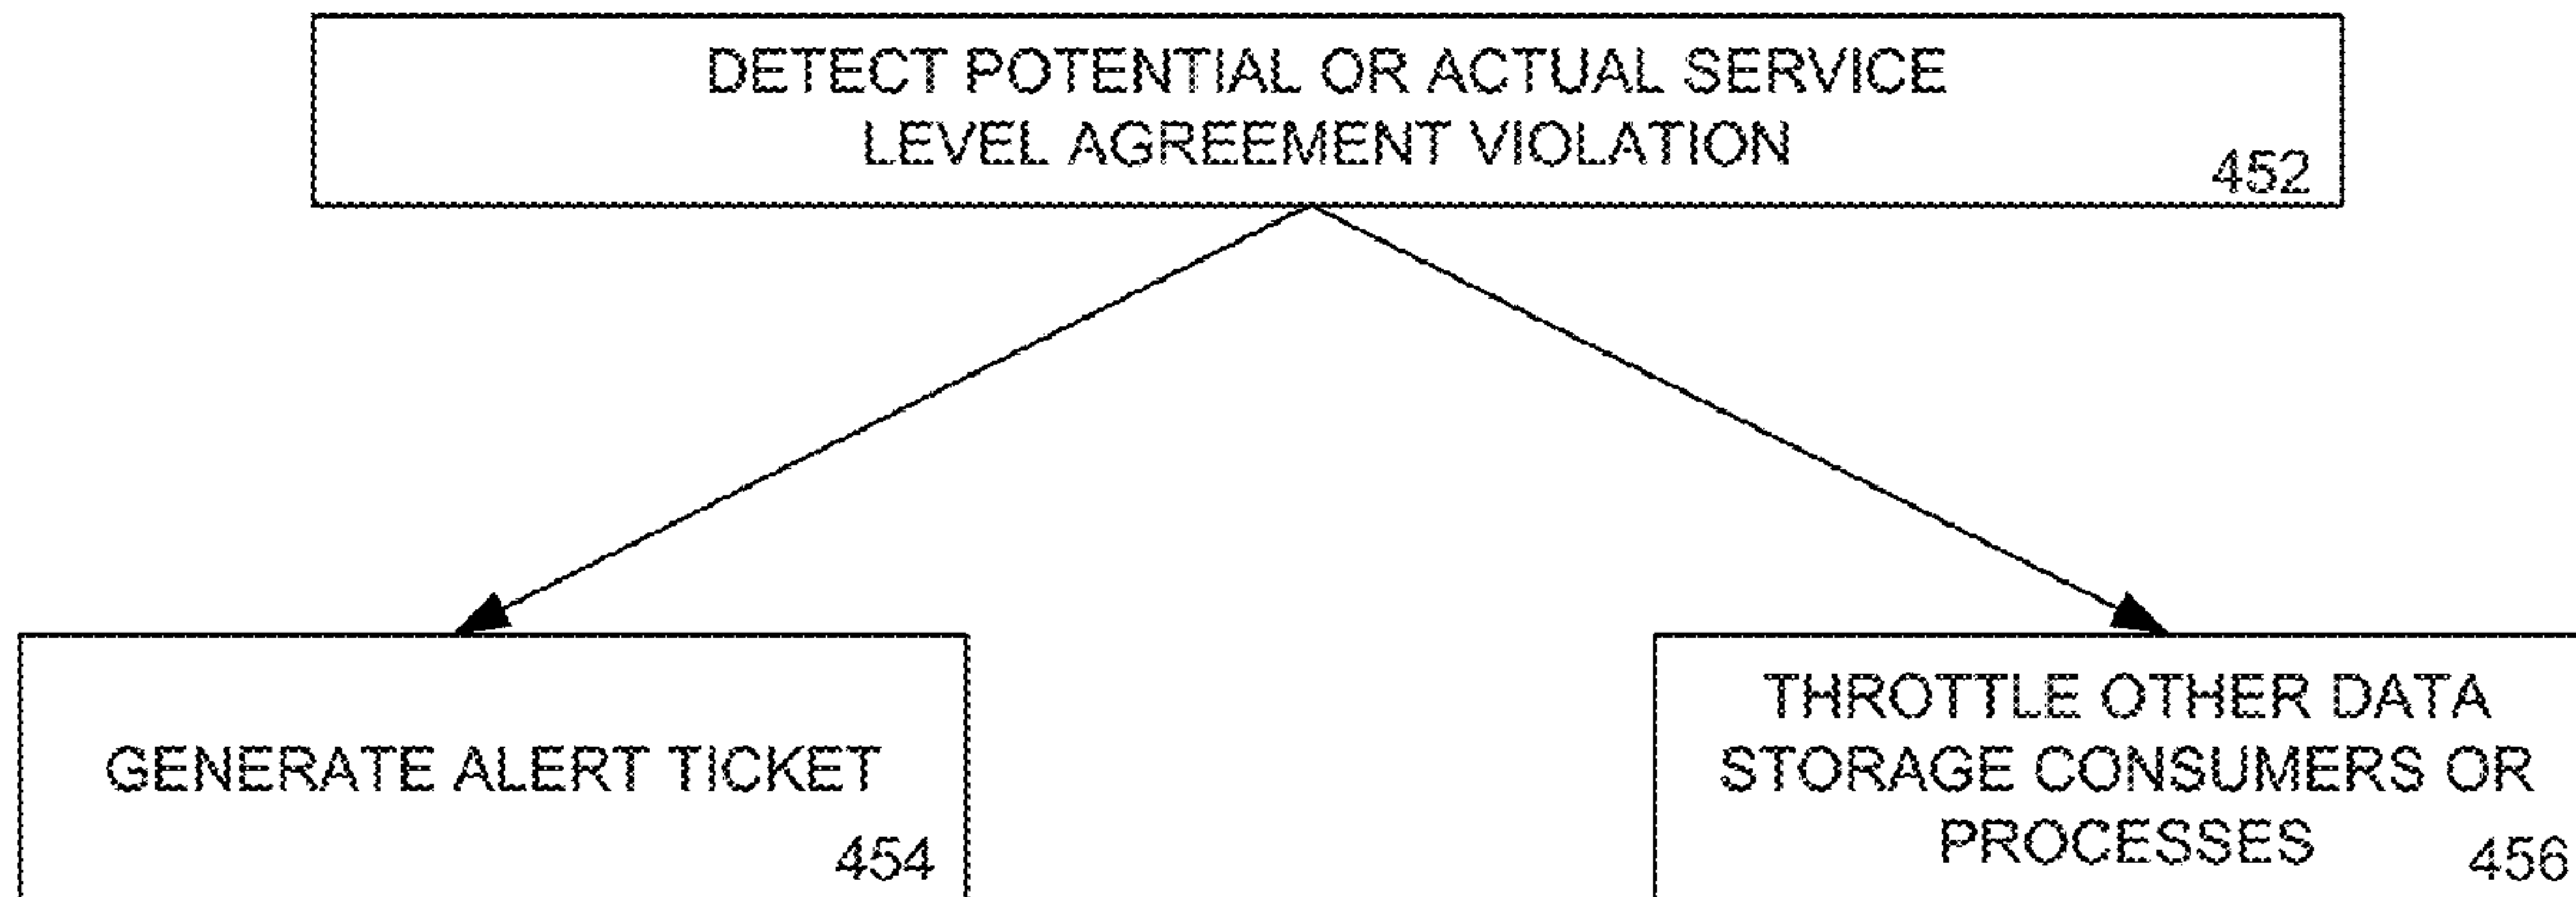 DETECT POTENTIAL OR ACTUAL SERVICE
LEVEL AGREEMENT VIOLATION
452
GENERATE ALERT TICKET
454
THROTTLE OTHER DATA
STORAGE CONSUMERS OR
PROCESSES
456